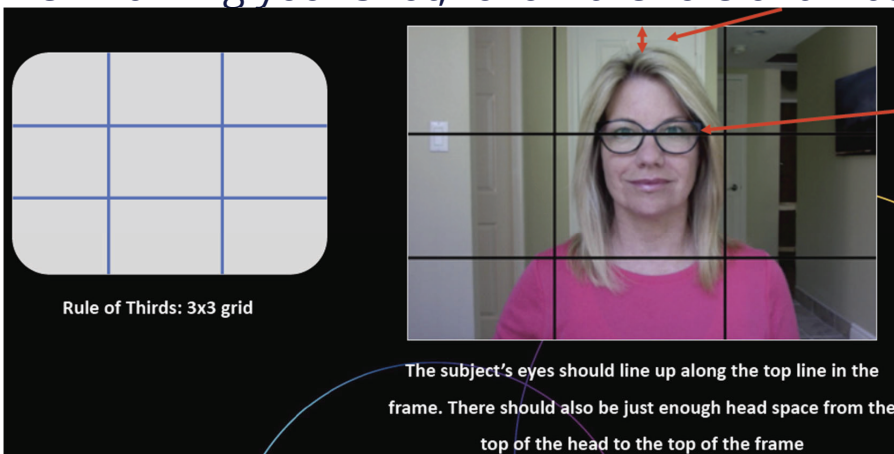 Rule of Thirds: 3x3 grid
The subject's eyes should line up along the top line in the
frame. There should also be just enough head space from the
top of the head to the top of the frame